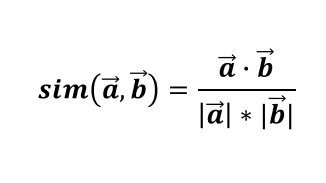 sim(a⃗, b⃗) = (a⃗ · b⃗) / (|a⃗| * |b⃗|)